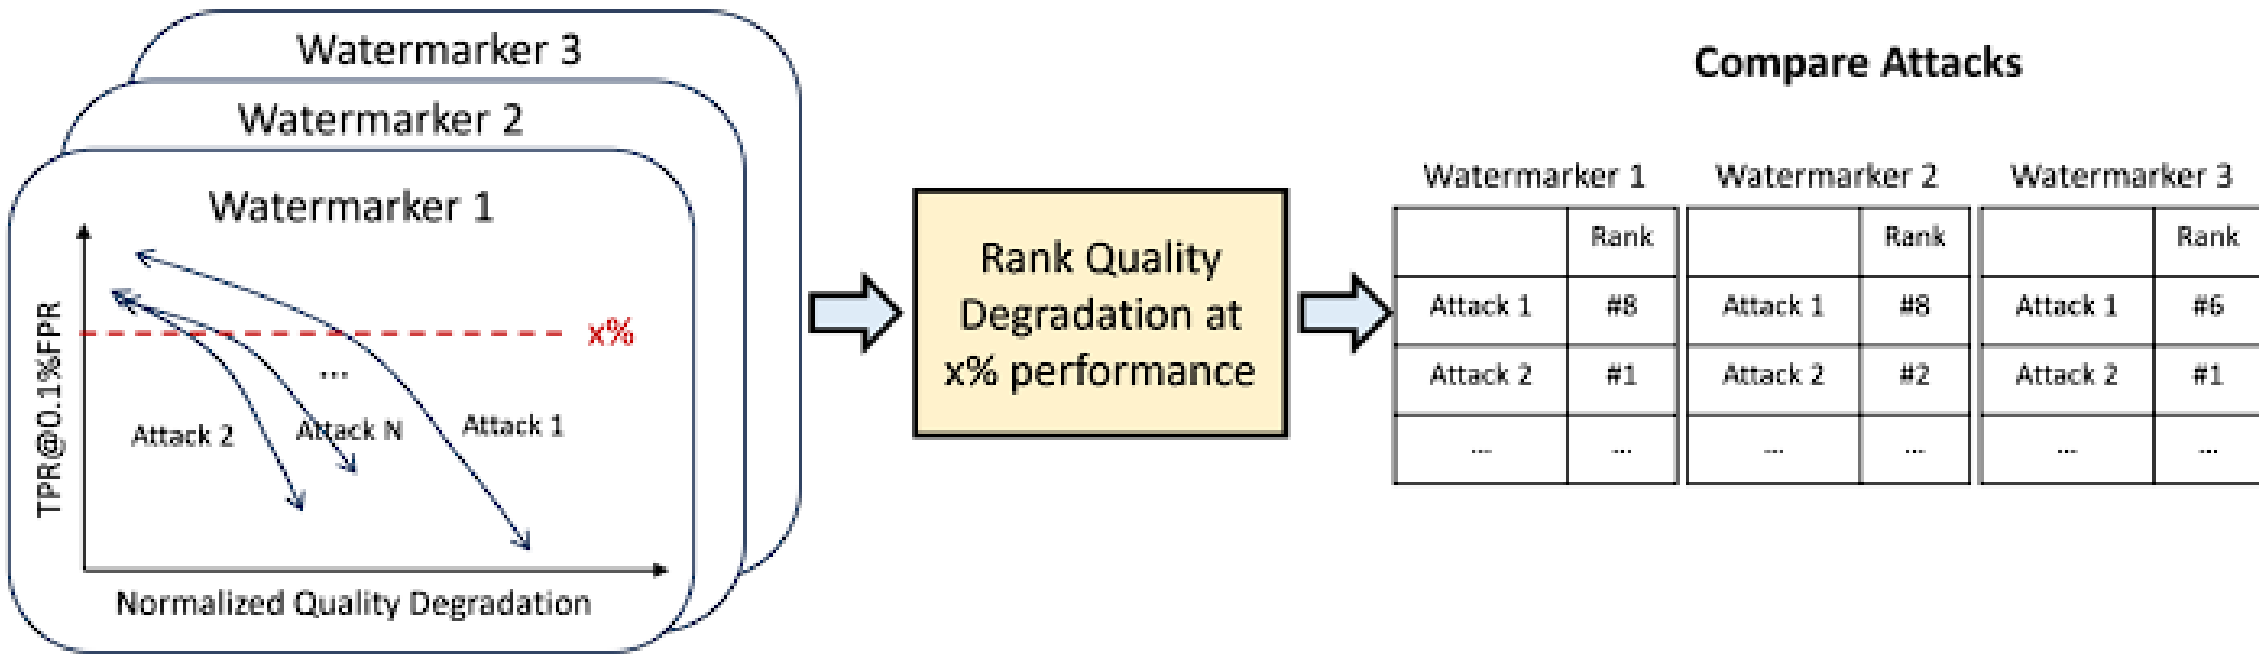 Watermarker 3
Watermarker 2
Watermarker 1
TPR@0.1%FPR
x%
...
Attack 2
Attack N
Attack 1
Normalized Quality Degradation
Rank Quality
Degradation at
x% performance
Compare Attacks
Watermarker 1 Watermarker 2 Watermarker 3
Rank Rank Rank
Attack 1 #8 Attack 1 #8 Attack 1 #6
Attack 2 #1 Attack 2 #2 Attack 2 #1
... ... ... ... ... ...